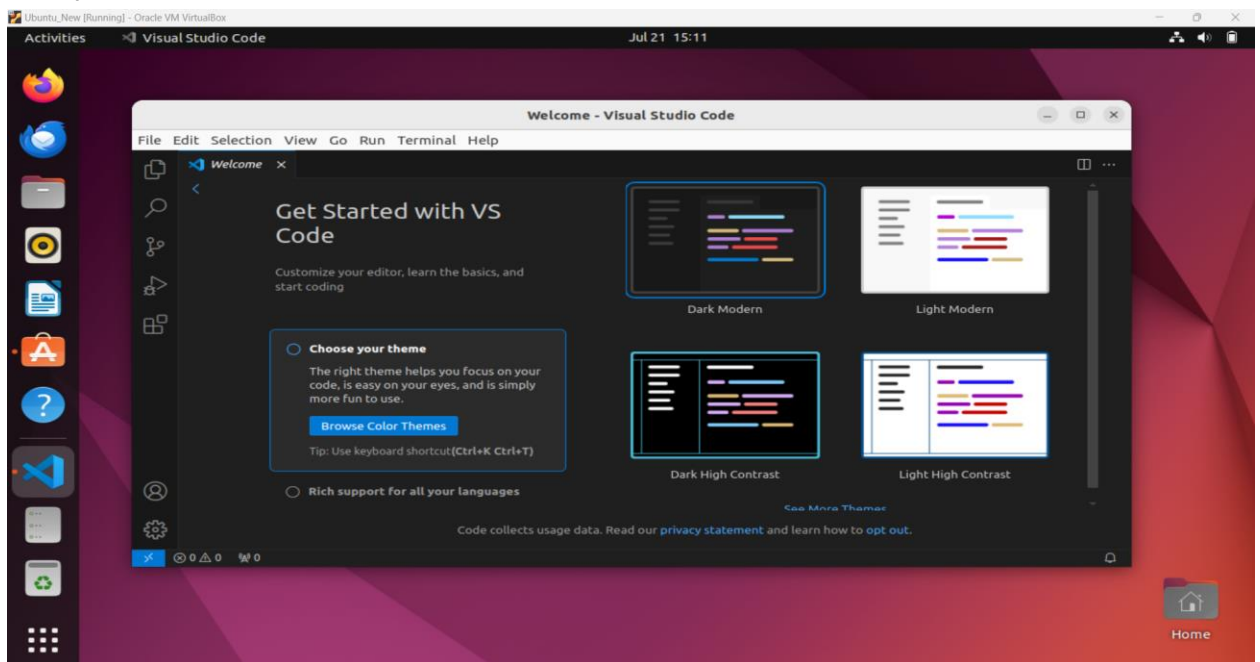 Ubuntu_New [Running] - Oracle VM VirtualBox
Activities Visual Studio Code Jul 21 15:11
Welcome - Visual Studio Code
File Edit Selection View Go Run Terminal Help
Welcome
Get Started with VS
Code
Customize your editor, learn the basics, and
start coding
Choose your theme
The right theme helps you focus on your
code, is easy on your eyes, and is simply
more fun to use.
Browse Color Themes
Tip: Use keyboard shortcut(Ctrl+K Ctrl+T)
Rich support for all your languages
Dark Modern Light Modern
Dark High Contrast Light High Contrast
See More Themes
Code collects usage data. Read our privacy statement and learn how to opt out.
0 0 0
Home